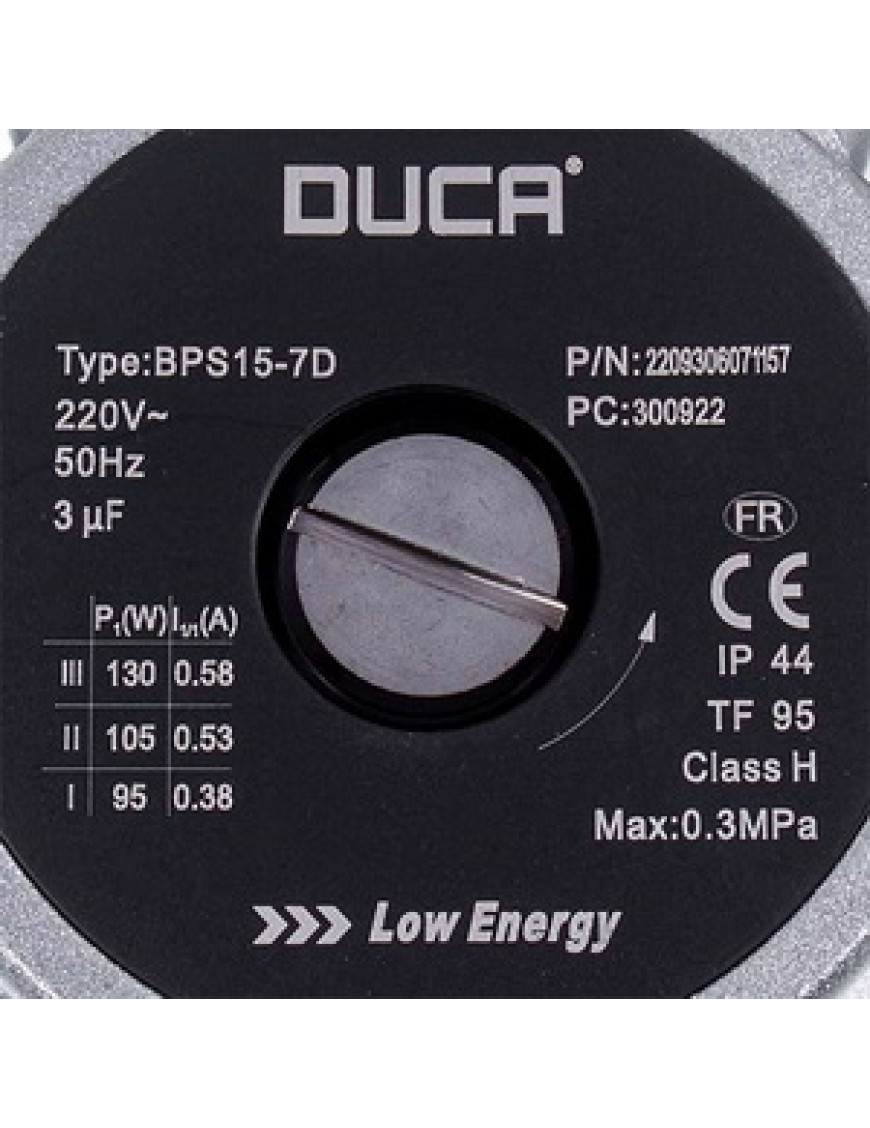 DUCA®
Type:BPS15-7D
220V~
50Hz
3 µF
P/N:2209306071157
PC:300922
FR
CE
IP 44
TF 95
Class H
Max:0.3MPa
P1(W) I1/1(A)
III 130 0.58
II 105 0.53
I 95 0.38
>>> Low Energy